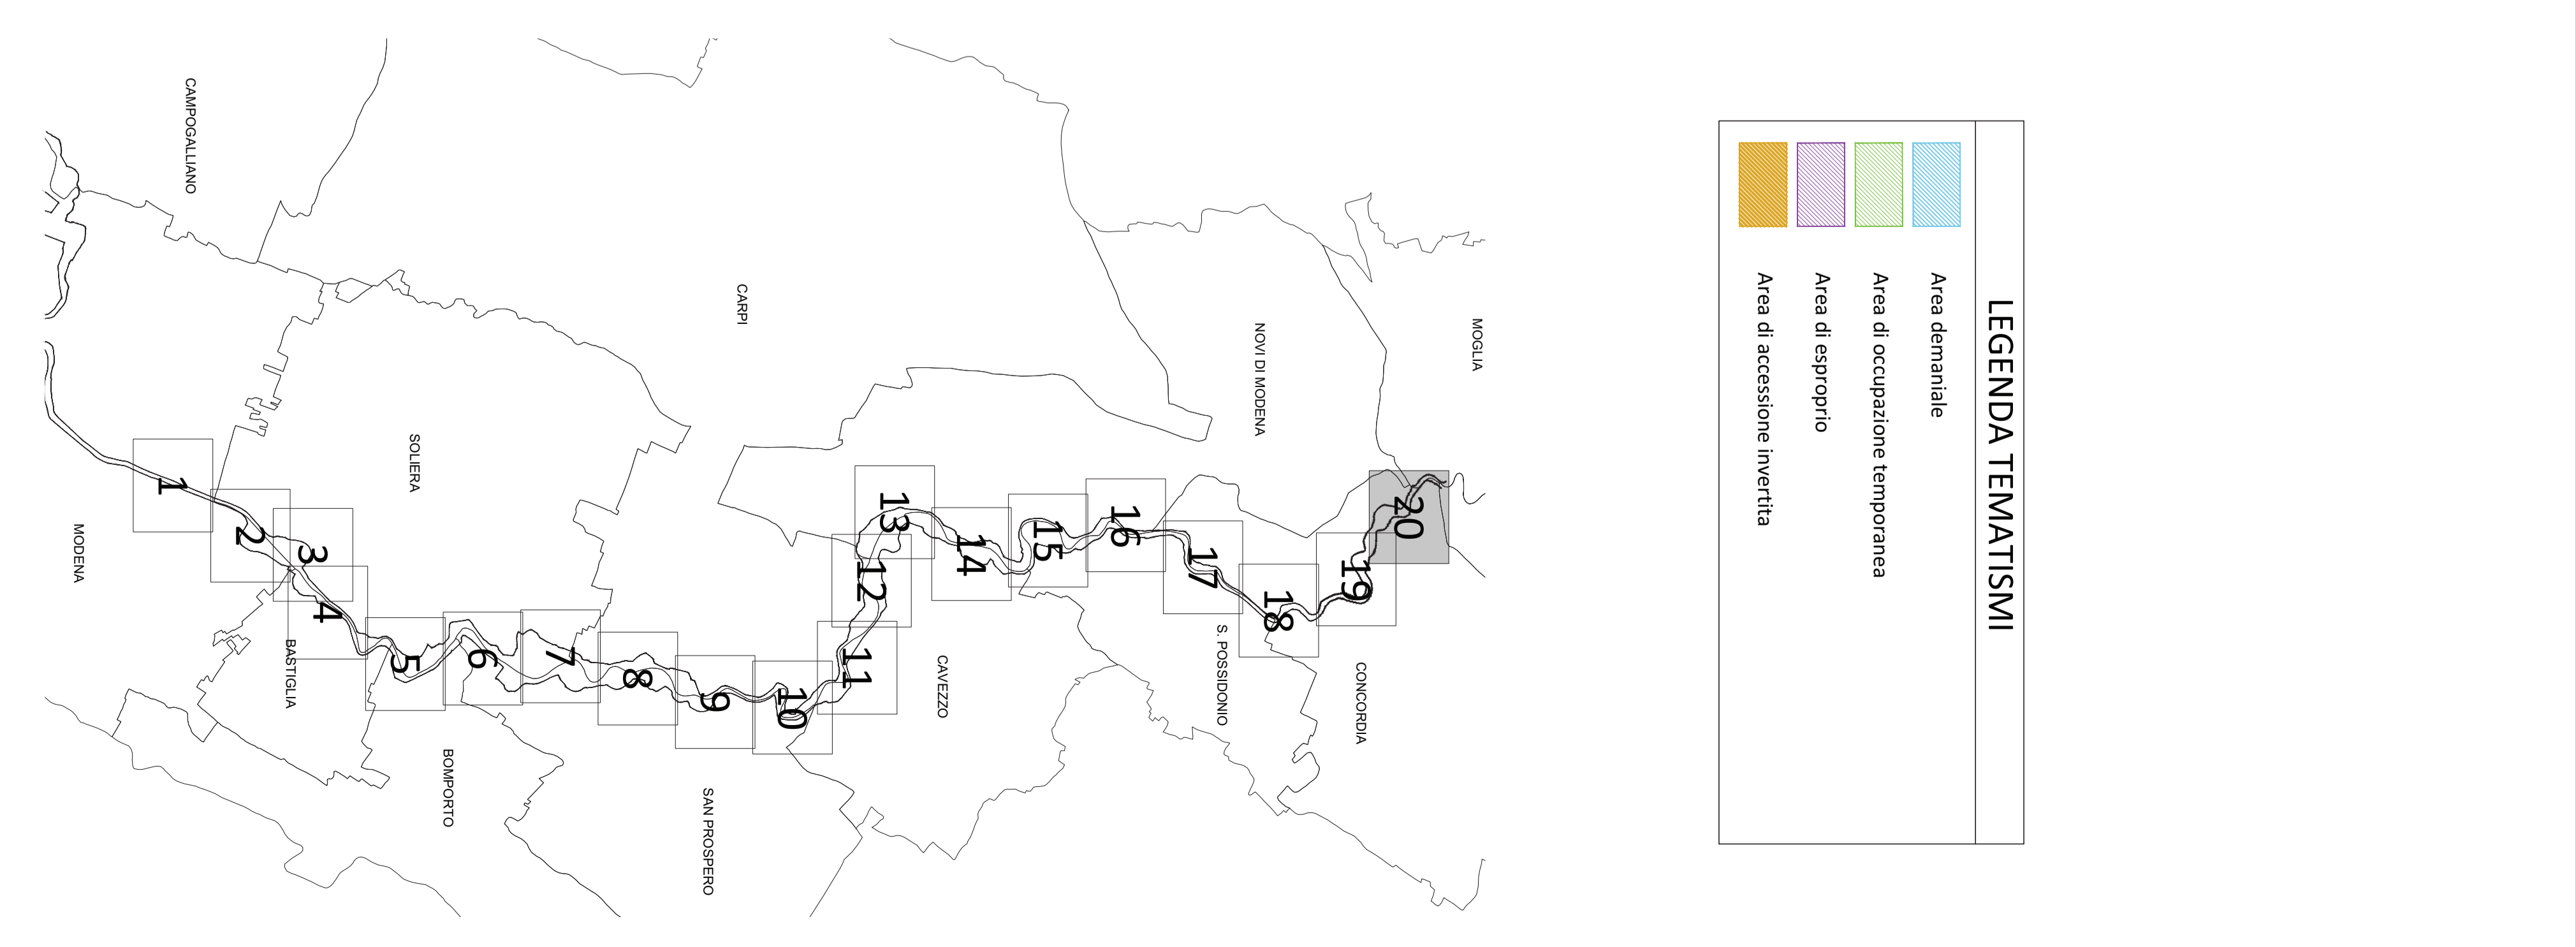 LEGENDA TEMATISMI
Area demaniale
Area di occupazione temporanea
Area di esproprio
Area di accessione invertita
MOGLIA
20
CONCORDIA
19
NOVI DI MODENA
18
S. POSSIDONIO
17
16
15
14
CAVEZZO
13
12
11
10
CARPI
9
SAN PROSPERO
8
7
6
BOMPORTO
5
SOLIERA
4
3
BASTIGLIA
2
CAMPOGALLIANO
1
MODENA